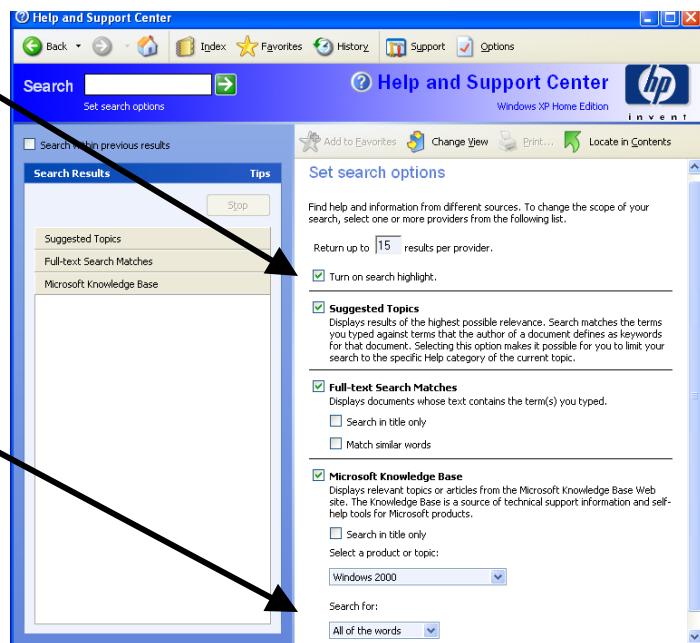 Help and Support Center
Back Index Favorites History Support Options
Search
Set search options
Help and Support Center
Windows XP Home Edition
hp
invent
Search within previous results
Add to Favorites Change View Print... Locate in Contents
Search Results Tips
Stop
Suggested Topics
Full-text Search Matches
Microsoft Knowledge Base
Set search options
Find help and information from different sources. To change the scope of your
search, select one or more providers from the following list.
Return up to 15 results per provider.
Turn on search highlight.
Suggested Topics
Displays results of the highest possible relevance. Search matches the terms
you typed against terms that the author of a document defines as keywords
for that document. Selecting this option makes it possible for you to limit your
search to the specific Help category of the current topic.
Full-text Search Matches
Displays documents whose text contains the term(s) you typed.
Search in title only
Match similar words
Microsoft Knowledge Base
Displays relevant topics or articles from the Microsoft Knowledge Base Web
site. The Knowledge Base is a source of technical support information and self-
help tools for Microsoft products.
Search in title only
Select a product or topic:
Windows 2000
Search for:
All of the words